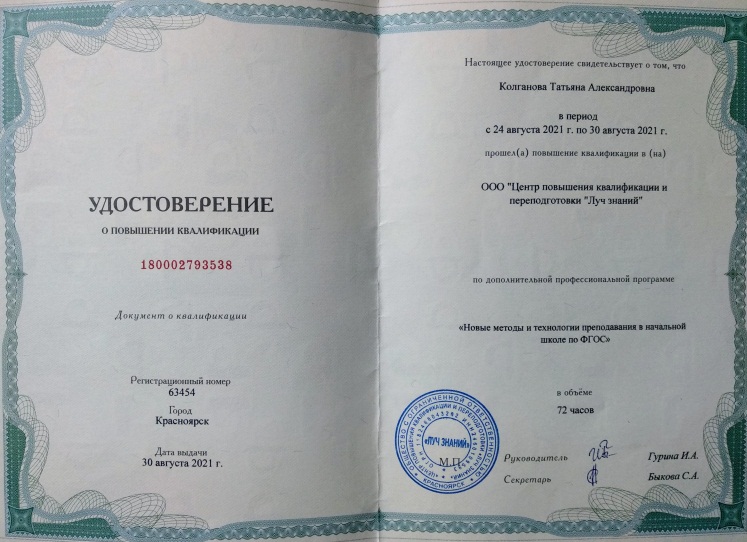 УДОСТОВЕРЕНИЕ
О ПОВЫШЕНИИ КВАЛИФИКАЦИИ
180002793538
Документ о квалификации
Регистрационный номер
63454
Город
Красноярск
Дата выдачи
30 августа 2021 г.
Настоящее удостоверение свидетельствует о том, что
Колганова Татьяна Александровна
в период
с 24 августа 2021 г. по 30 августа 2021 г.
прошел(а) повышение квалификации в (на)
ООО "Центр повышения квалификации и
переподготовки "Луч знаний"
по дополнительной профессиональной программе
«Новые методы и технологии преподавания в начальной
школе по ФГОС»
в объёме
72 часов
«ЛУЧ ЗНАНИЙ»
М.П.
КРАСНОЯРСК
Руководитель
Гурина И.А.
Секретарь
Быкова С.А.